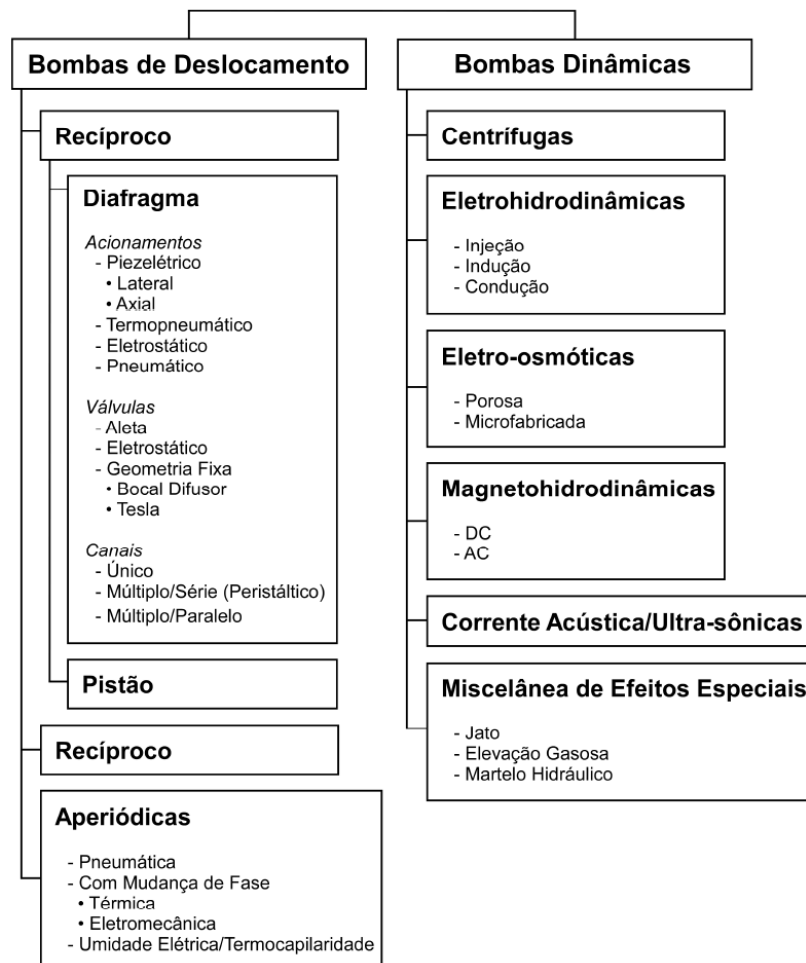 Bombas de Deslocamento
Recíproco
Diafragma
Acionamentos
- Piezelétrico
• Lateral
• Axial
- Termopneumático
- Eletrostático
- Pneumático
Válvulas
- Aleta
- Eletrostático
- Geometria Fixa
• Bocal Difusor
• Tesla
Canais
- Único
- Múltiplo/Série (Peristáltico)
- Múltiplo/Paralelo
Pistão
Recíproco
Aperiódicas
- Pneumática
- Com Mudança de Fase
• Térmica
• Eletromecânica
- Umidade Elétrica/Termocapilaridade
Bombas Dinâmicas
Centrífugas
Eletrohidrodinâmicas
- Injeção
- Indução
- Condução
Eletro-osmóticas
- Porosa
- Microfabricada
Magnetohidrodinâmicas
- DC
- AC
Corrente Acústica/Ultra-sônicas
Miscelânea de Efeitos Especiais
- Jato
- Elevação Gasosa
- Martelo Hidráulico